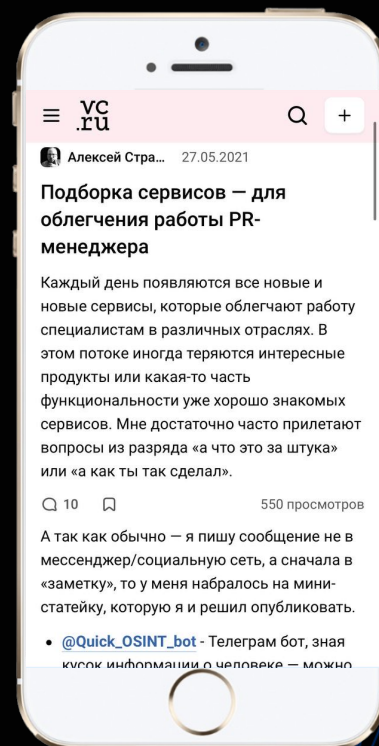 vc
.ru
Алексей Стра... 27.05.2021
Подборка сервисов — для
облегчения работы PR-
менеджера
Каждый день появляются все новые и
новые сервисы, которые облегчают работу
специалистам в различных отраслях. В
этом потоке иногда теряются интересные
продукты или какая-то часть
функциональности уже хорошо знакомых
сервисов. Мне достаточно часто прилетают
вопросы из разряда «а что это за штука»
или «а как ты так сделал».
10 550 просмотров
А так как обычно — я пишу сообщение не в
мессенджер/социальную сеть, а сначала в
«заметку», то у меня набралось на мини-
статейку, которую я и решил опубликовать.
• @Quick_OSINT_bot - Телеграм бот, зная
кусок информации о человеке — можно